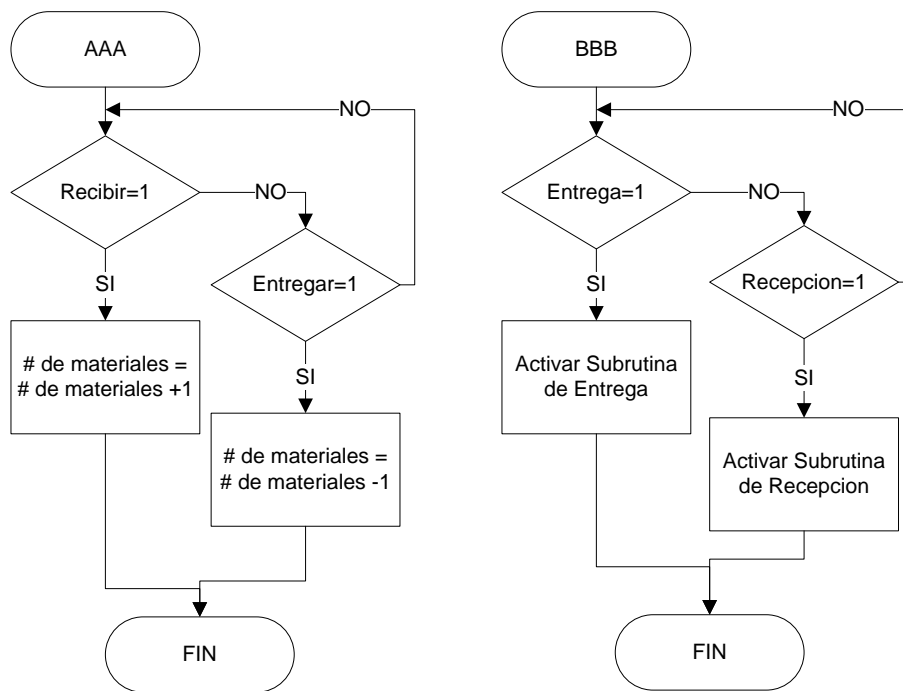 AAA
NO
Recibir=1
NO
Entregar=1
SI
# de materiales =
# de materiales +1
SI
# de materiales =
# de materiales -1
FIN
BBB
NO
Entrega=1
NO
Recepcion=1
SI
Activar Subrutina
de Entrega
SI
Activar Subrutina
de Recepcion
FIN